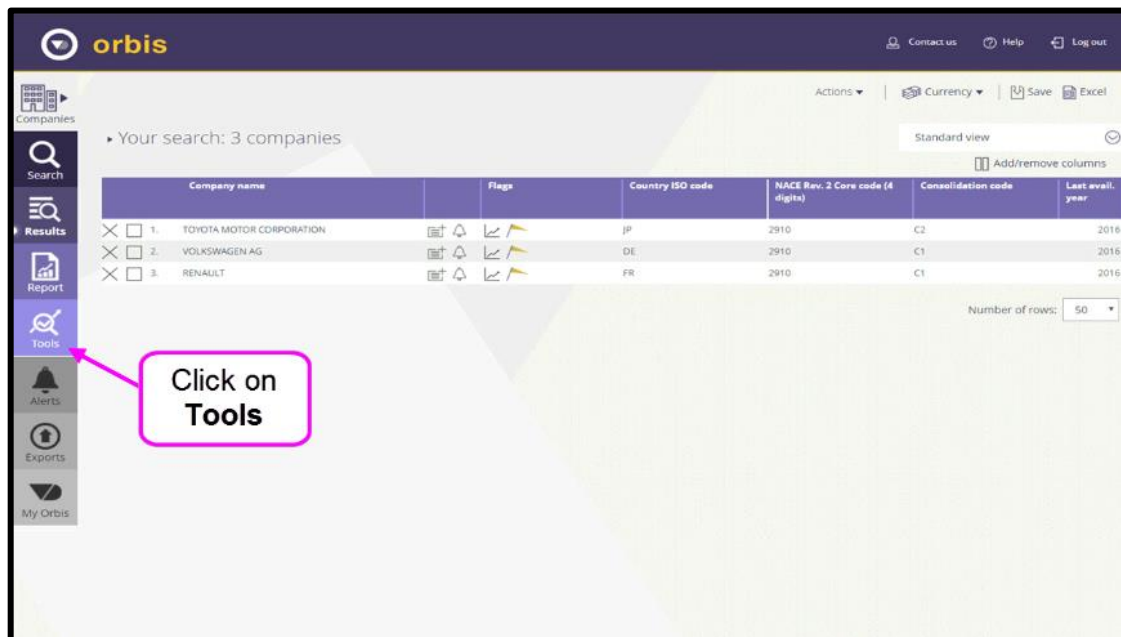 orbis
Contact us Help Log out
Companies
Actions Currency Save Excel
Your search: 3 companies
Standard view
Add/remove columns
Search
Company name Flags Country ISO code NACE Rev. 2 Core code (4 digits) Consolidation code Last avail. year
Results
1. TOYOTA MOTOR CORPORATION JP 2910 C2 2016
2. VOLKSWAGEN AG DE 2910 C1 2016
3. RENAULT FR 2910 C1 2016
Report
Number of rows: 50
Tools
Click on
Tools
Alerts
Exports
My Orbis